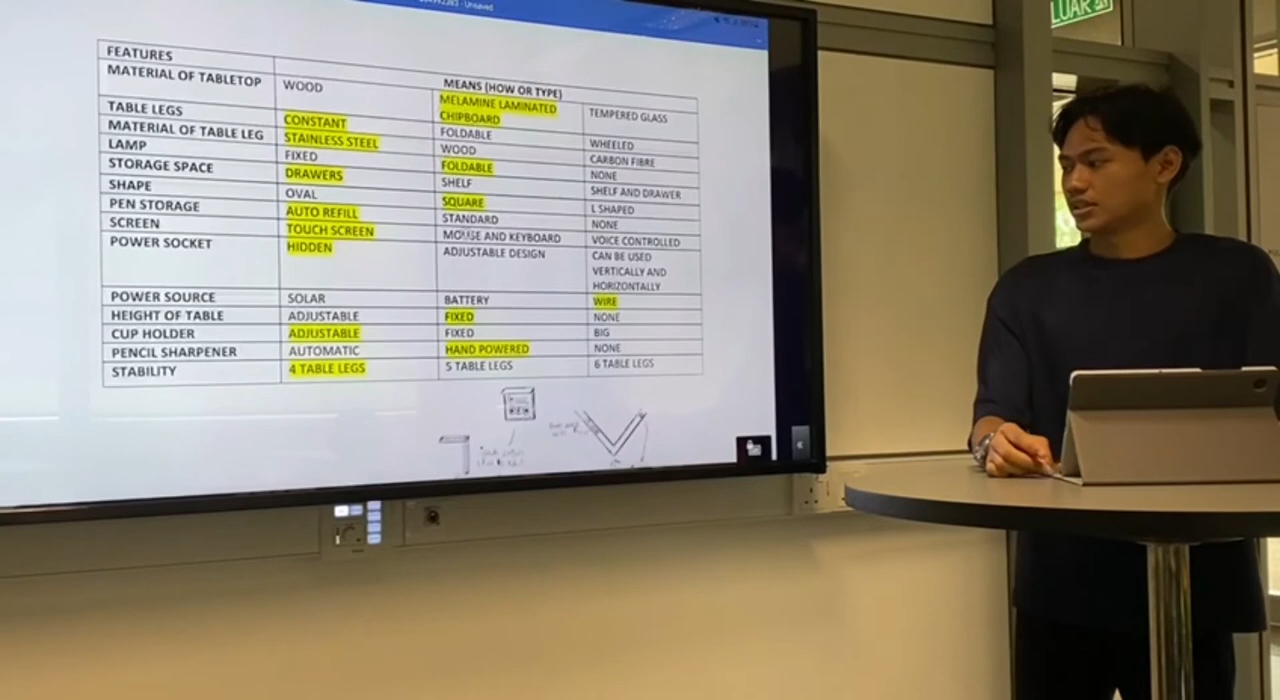 - Unsaved
LUAR
FEATURES
MEANS (HOW OR TYPE)
MATERIAL OF TABLETOP WOOD MELAMINE LAMINATED CHIPBOARD TEMPERED GLASS
TABLE LEGS CONSTANT FOLDABLE WHEELED
MATERIAL OF TABLE LEG STAINLESS STEEL WOOD CARBON FIBRE
LAMP FIXED FOLDABLE NONE
STORAGE SPACE DRAWERS SHELF SHELF AND DRAWER
SHAPE OVAL SQUARE L SHAPED
PEN STORAGE AUTO REFILL STANDARD NONE
SCREEN TOUCH SCREEN MOUSE AND KEYBOARD VOICE CONTROLLED
POWER SOCKET HIDDEN ADJUSTABLE DESIGN CAN BE USED
VERTICALLY AND
HORIZONTALLY
POWER SOURCE SOLAR BATTERY WIRE
HEIGHT OF TABLE ADJUSTABLE FIXED NONE
CUP HOLDER ADJUSTABLE FIXED BIG
PENCIL SHARPENER AUTOMATIC HAND POWERED NONE
STABILITY 4 TABLE LEGS 5 TABLE LEGS 6 TABLE LEGS